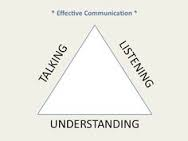 * Effective Communication *
TALKING
LISTENING
UNDERSTANDING